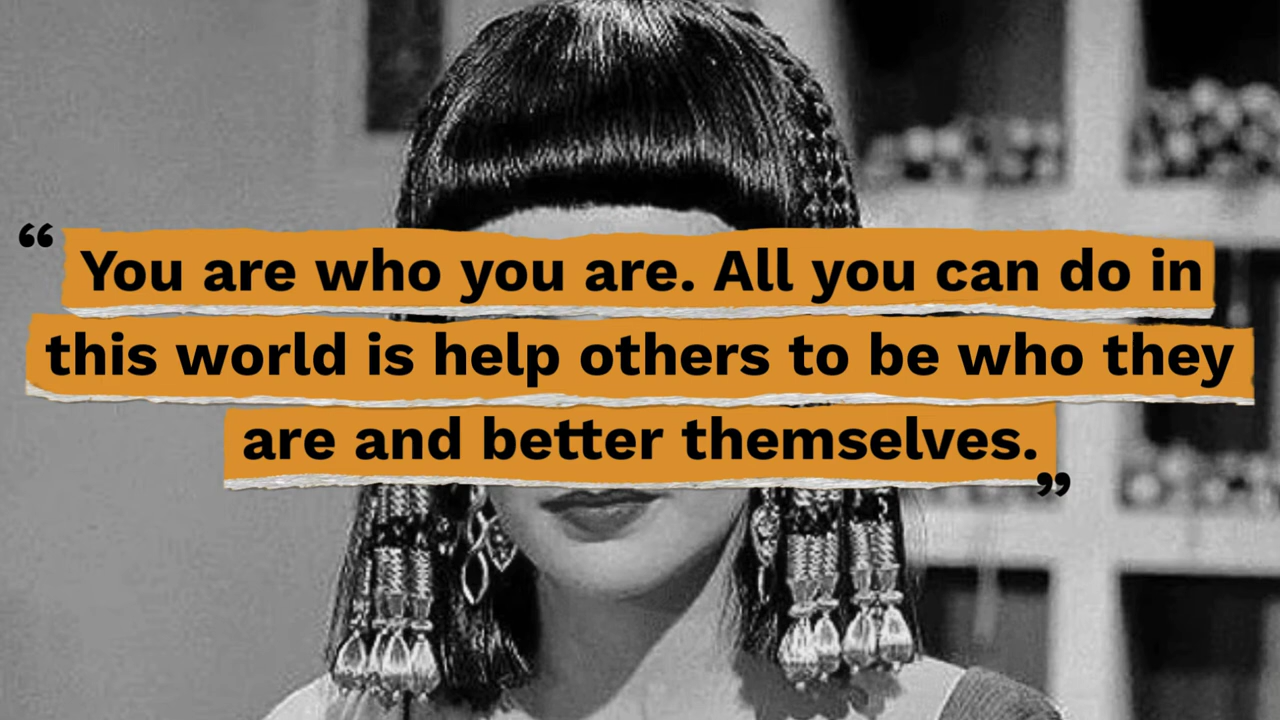 “You are who you are. All you can do in
this world is help others to be who they
are and better themselves.”